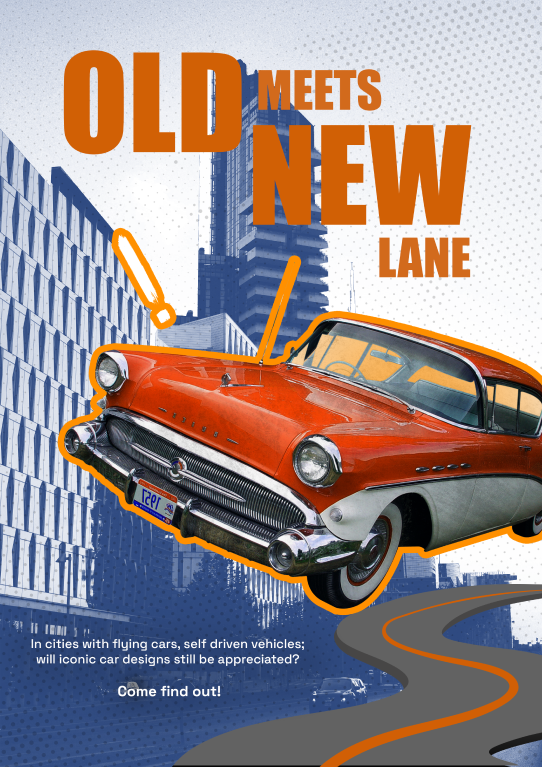 OLD MEETS
NEW
LANE
In cities with flying cars, self driven vehicles;
will iconic car designs still be appreciated?
Come find out!
1957